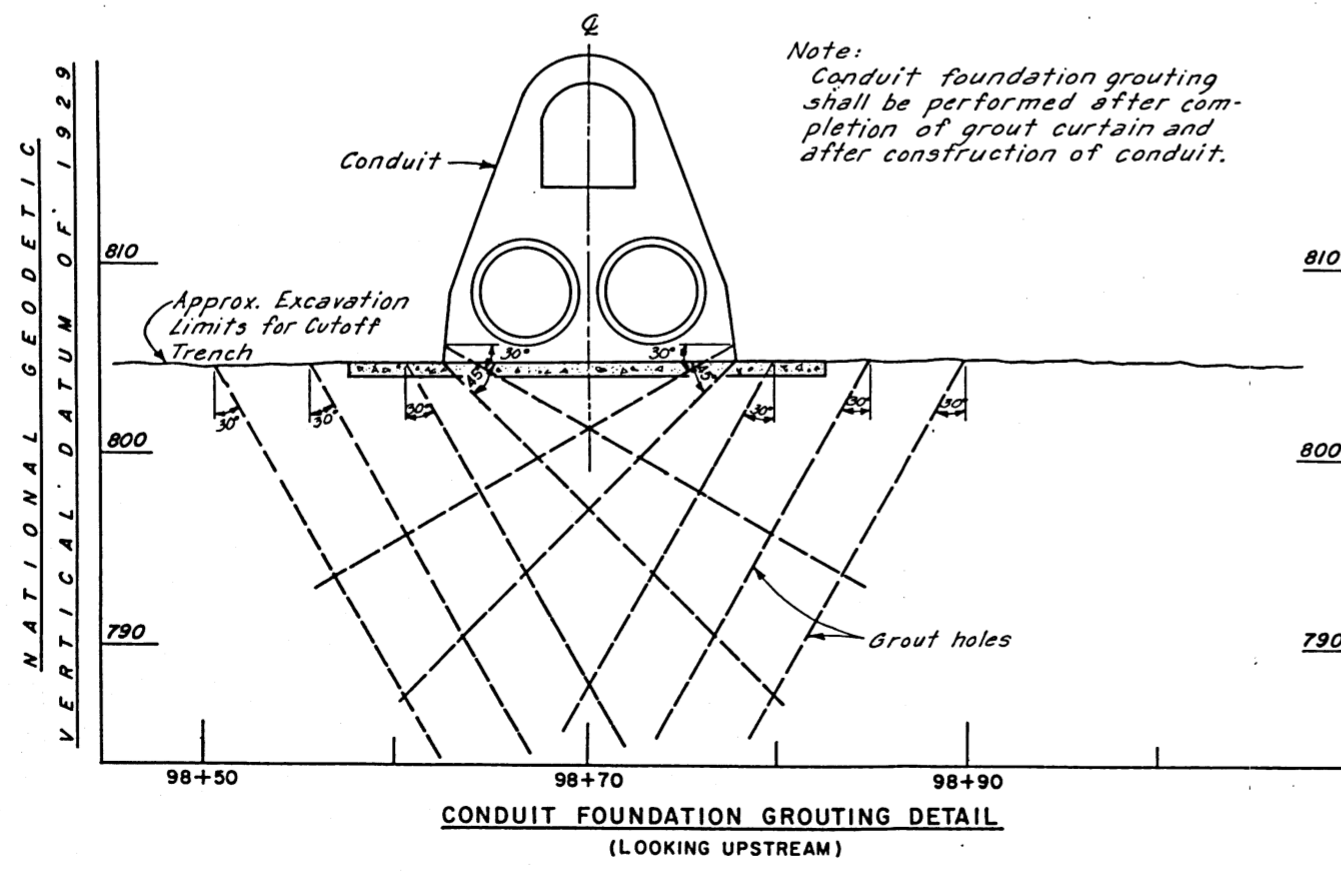 ℄
Note:
Conduit foundation grouting
shall be performed after com-
pletion of grout curtain and
after construction of conduit.
Conduit
NATIONAL GEODETIC
VERTICAL DATUM OF 1929
810
810
Approx. Excavation
Limits for Cutoff
Trench
30°
30°
45°
45°
30°
30°
30°
30°
30°
30°
800
800
790
790
Grout holes
98+50
98+70
98+90
CONDUIT FOUNDATION GROUTING DETAIL
(LOOKING UPSTREAM)